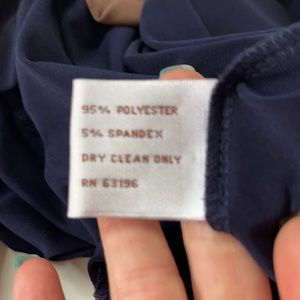 95% POLYESTER
5% SPANDEX
DRY CLEAN ONLY
RN 63196